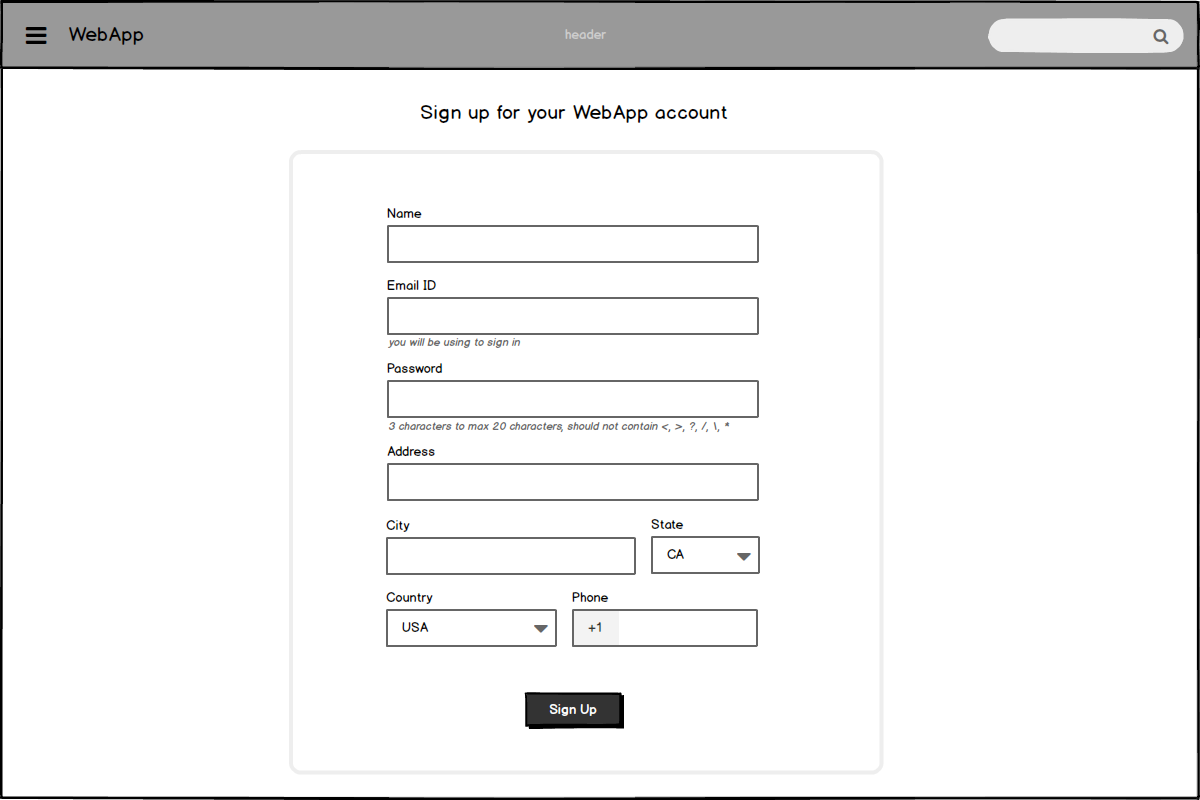 WebApp
header
Sign up for your WebApp account
Name
Email ID
you will be using to sign in
Password
3 characters to max 20 characters, should not contain <, >, ?, /, \, *
Address
City
State
CA
Country
Phone
USA
+1
Sign Up